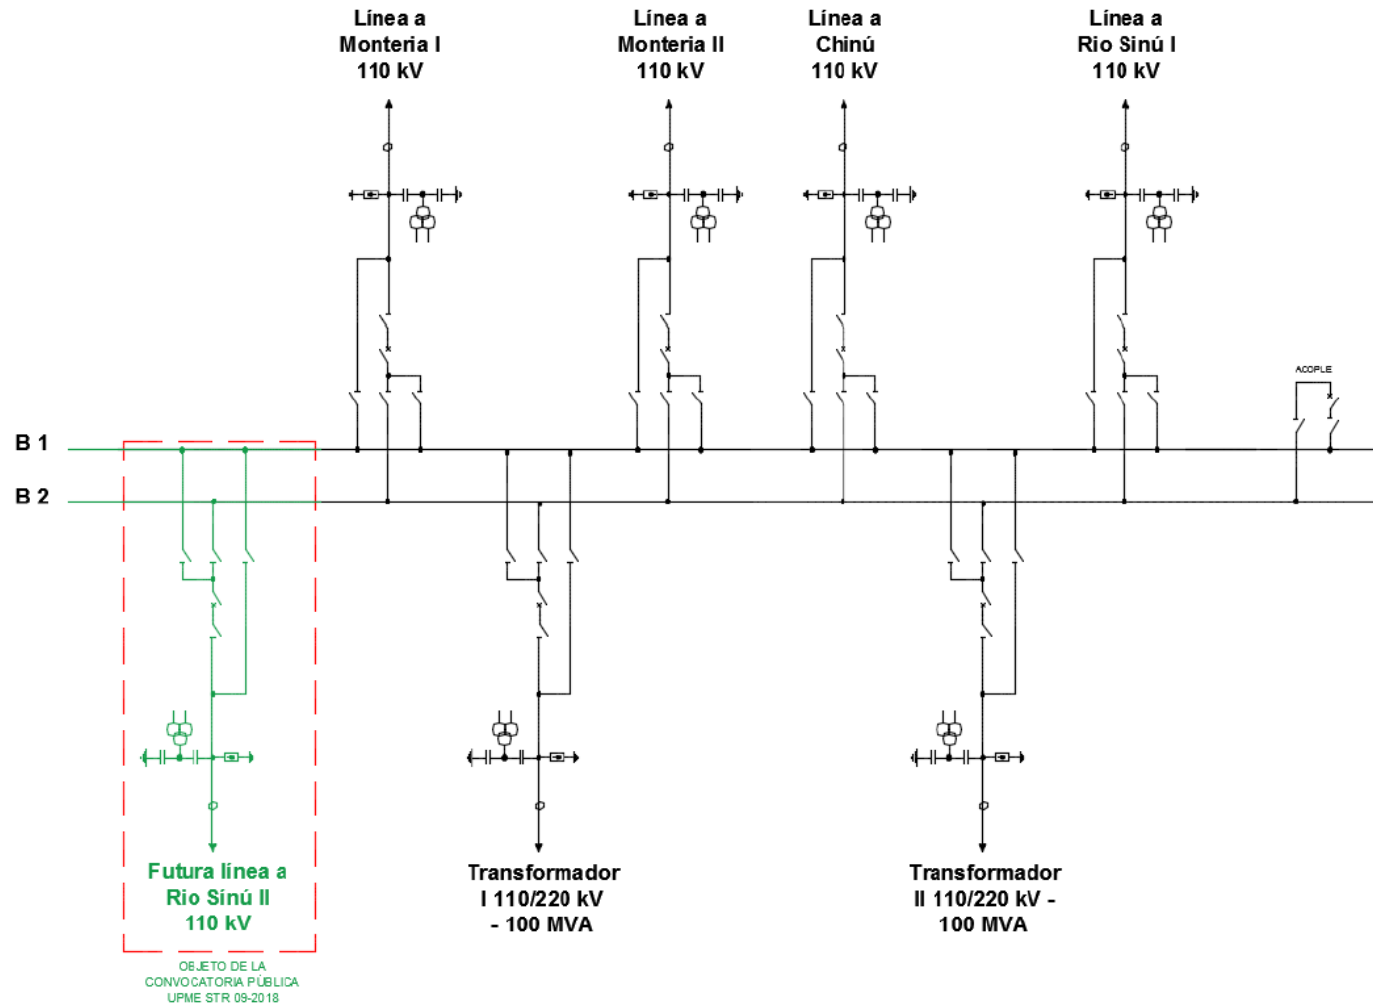 Línea a
Monteria I
110 kV
Línea a
Monteria II
110 kV
Línea a
Chinú
110 kV
Línea a
Rio Sinú I
110 kV
ACOPLE
B 1
B 2
Futura línea a
Rio Sinú II
110 kV
Transformador
I 110/220 kV
- 100 MVA
Transformador
II 110/220 kV -
100 MVA
OBJETO DE LA
CONVOCATORIA PÚBLICA
UPME STR 09-2018